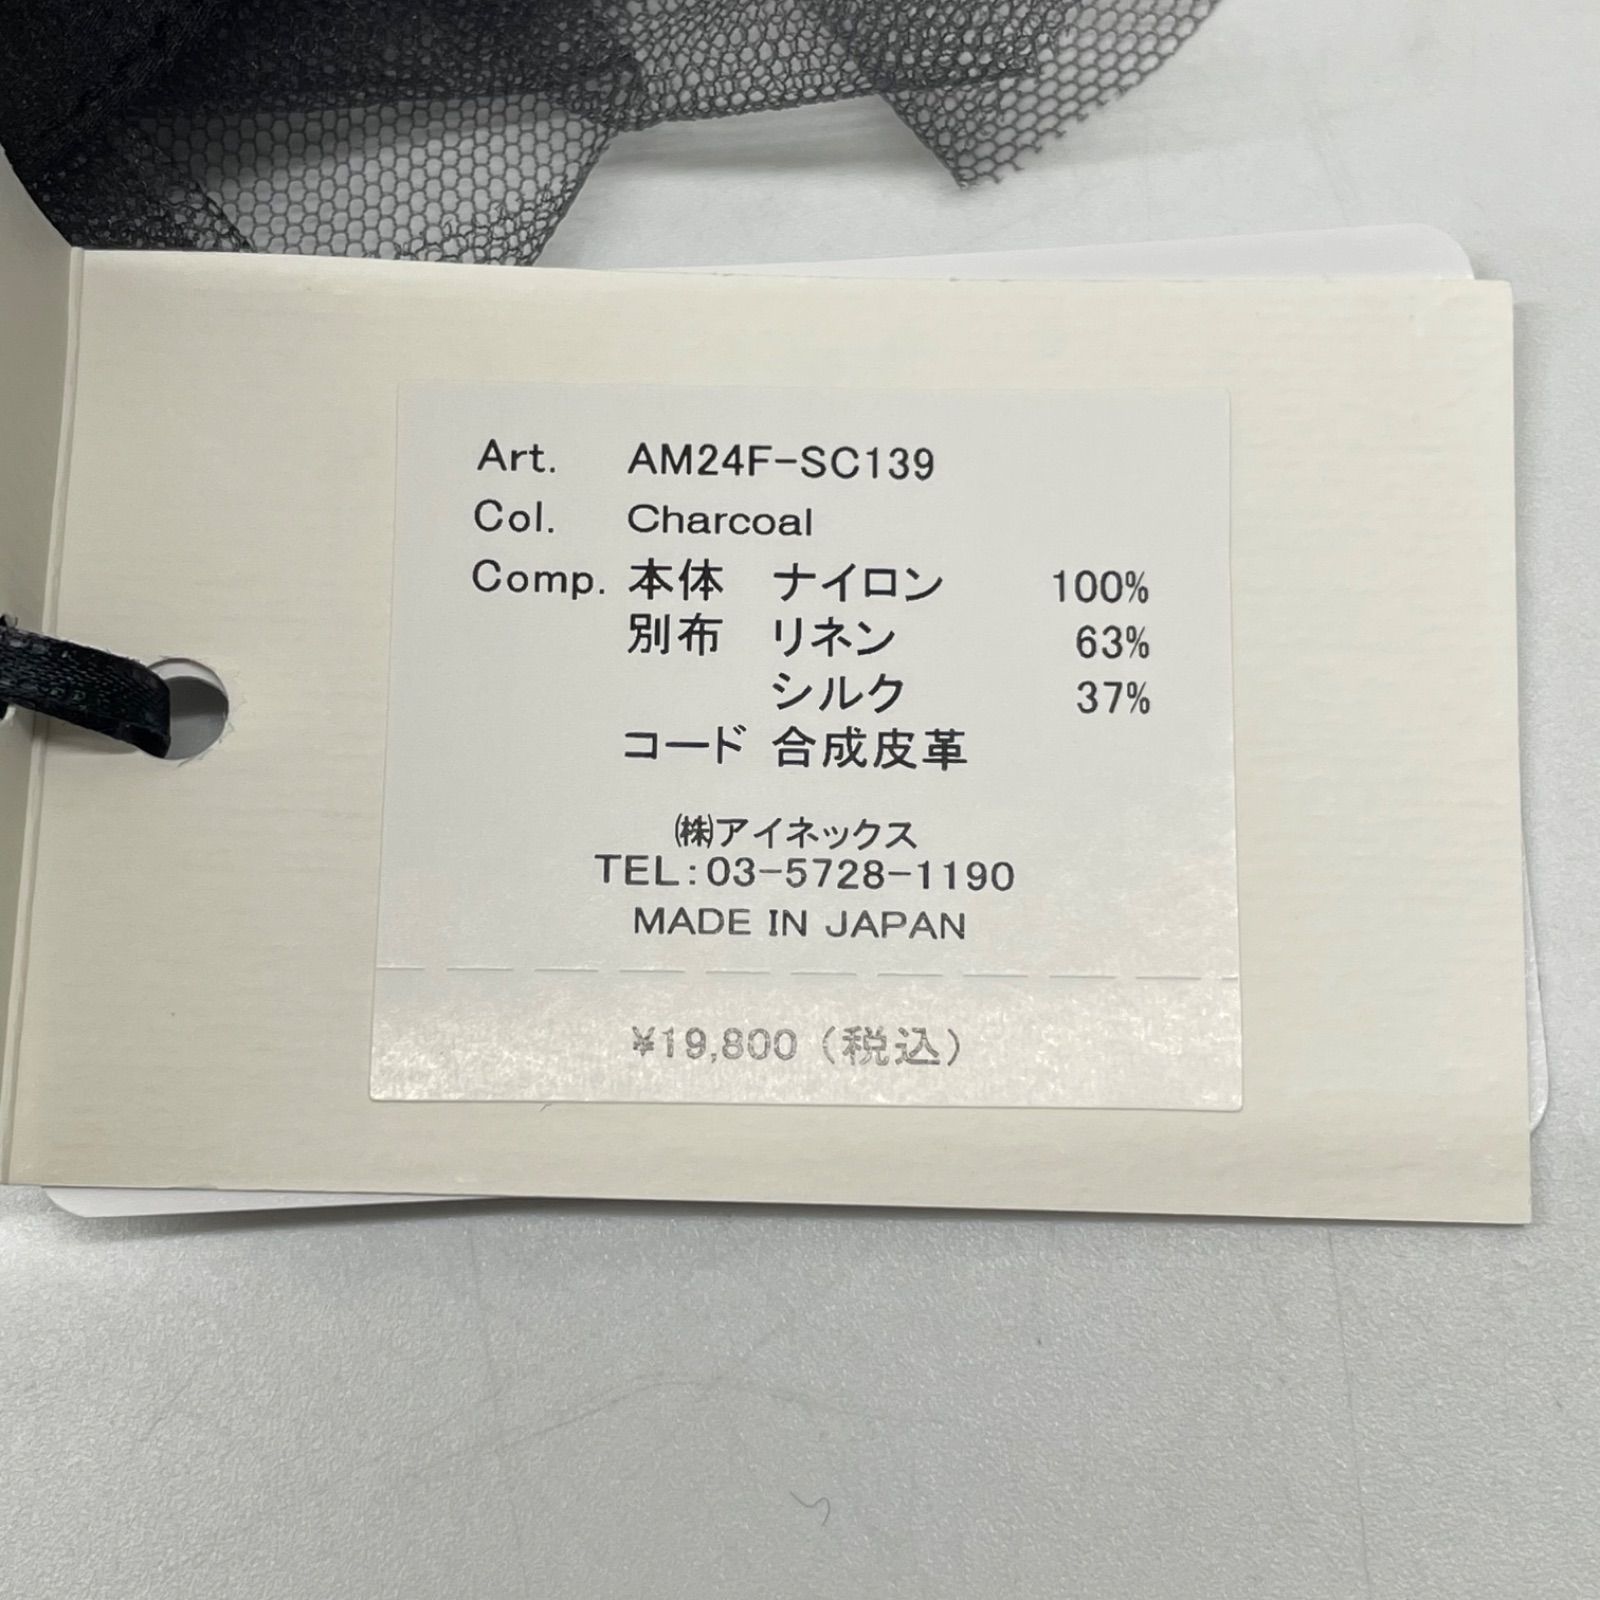 Art. AM24F-SC139
Col. Charcoal
Comp. 本体 ナイロン 100%
別布 リネン 63%
シルク 37%
コード 合成皮革
㈱アイネックス
TEL:03-5728-1190
MADE IN JAPAN
¥19,800（税込）